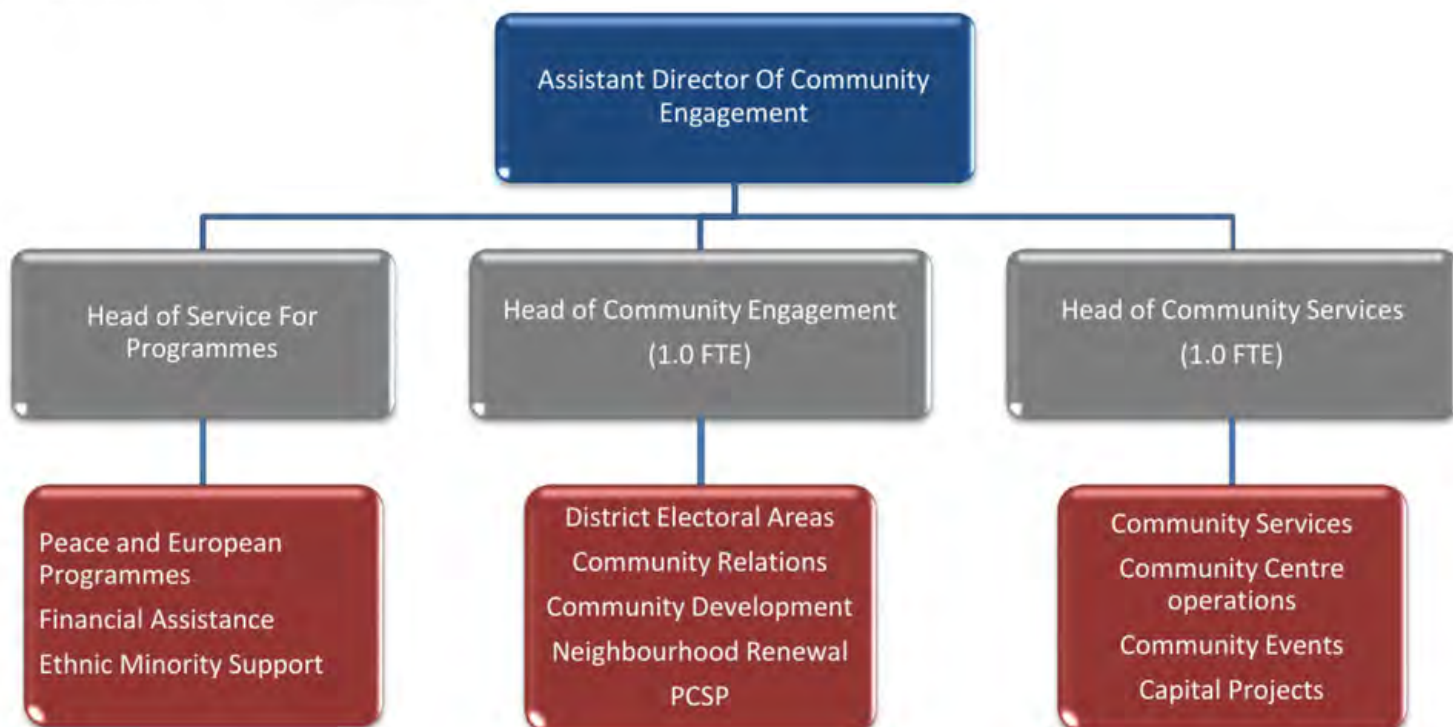 Assistant Director Of Community
Engagement
Head of Service For
Programmes
Head of Community Engagement
(1.0 FTE)
Head of Community Services
(1.0 FTE)
Peace and European
Programmes
Financial Assistance
Ethnic Minority Support
District Electoral Areas
Community Relations
Community Development
Neighbourhood Renewal
PCSP
Community Services
Community Centre
operations
Community Events
Capital Projects